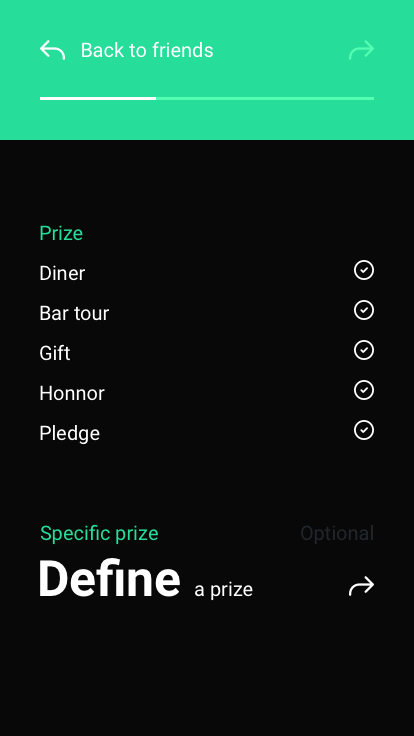 Back to friends
Prize
Diner
Bar tour
Gift
Honnor
Pledge
Specific prize Optional
Define a prize